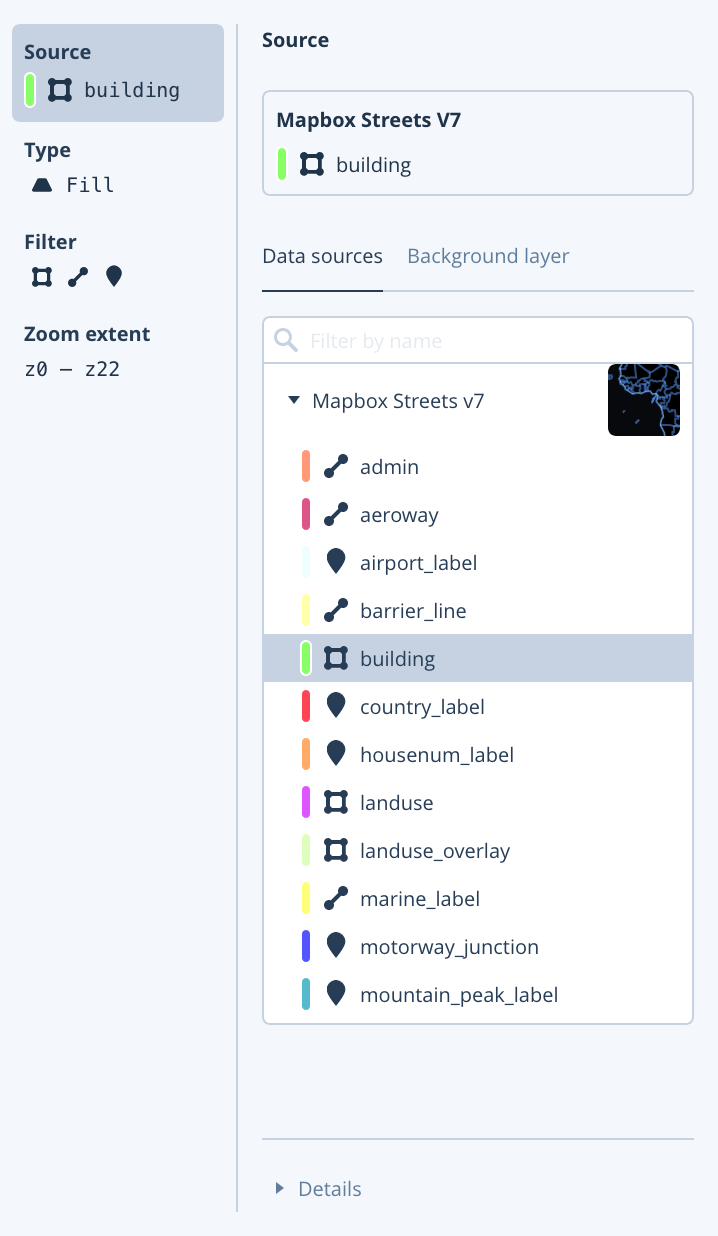 Source
building
Type
Fill
Filter
Zoom extent
z0 — z22
Source
Mapbox Streets V7
building
Data sources
Background layer
Filter by name
Mapbox Streets v7
admin
aeroway
airport_label
barrier_line
building
country_label
housenum_label
landuse
landuse_overlay
marine_label
motorway_junction
mountain_peak_label
Details